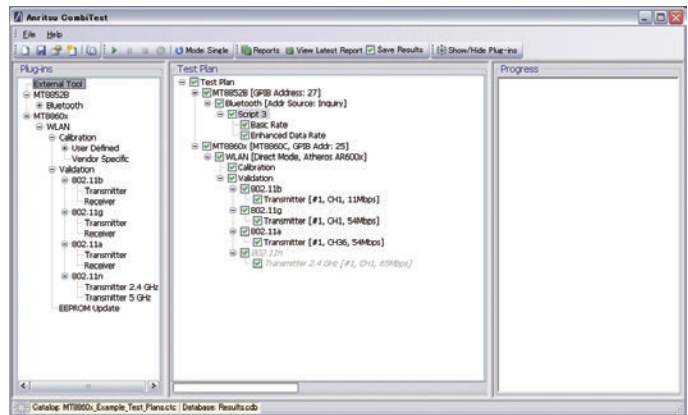 Anritsu CombiTest
File Help
Mode: Single Reports View Latest Report Save Results Show/Hide Plug-ins
Plug-ins
External Tool
MT8852B
Bluetooth
MT8860x
WLAN
Calibration
User Defined
Vendor Specific
Validation
802.11b
Transmitter
Receiver
802.11g
Transmitter
Receiver
802.11a
Transmitter
Receiver
802.11n
Transmitter 2.4 GHz
Transmitter 5 GHz
EEPROM Update
Test Plan
Test Plan
MT8852B [GPIB Address: 27]
Bluetooth [Addr Source: Inquiry]
Script 3
Basic Rate
Enhanced Data Rate
MT8860x [MT8860C, GPIB Addr: 25]
WLAN [Direct Mode, Atheros AR600x]
Calibration
Validation
802.11b
Transmitter [#1, CH1, 11Mbps]
802.11g
Transmitter [#1, CH1, 54Mbps]
802.11a
Transmitter [#1, CH36, 54Mbps]
802.11n
Transmitter 2.4 GHz [#1, CH1, 65Mbps]
Progress
Catalog: MT8860x_Example_Test_Plans.ctc Database: Results.cdb